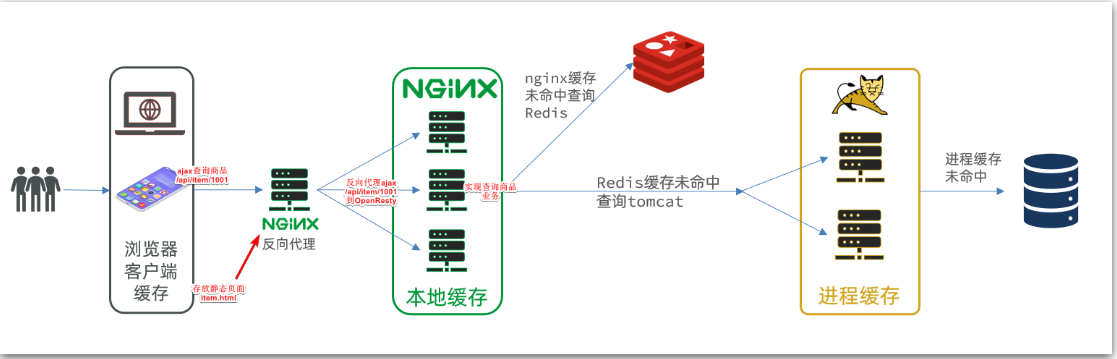 ajax查询商品
/api/item/1001
浏览器
客户端
缓存
NGINX
反向代理
存放静态页面
item.html
反向代理ajax
/api/item/1001
到OpenResty
NGINX
实现查询商品
业务
本地缓存
nginx缓存
未命中查询
Redis
Redis缓存未命中
查询tomcat
进程缓存
进程缓存
未命中